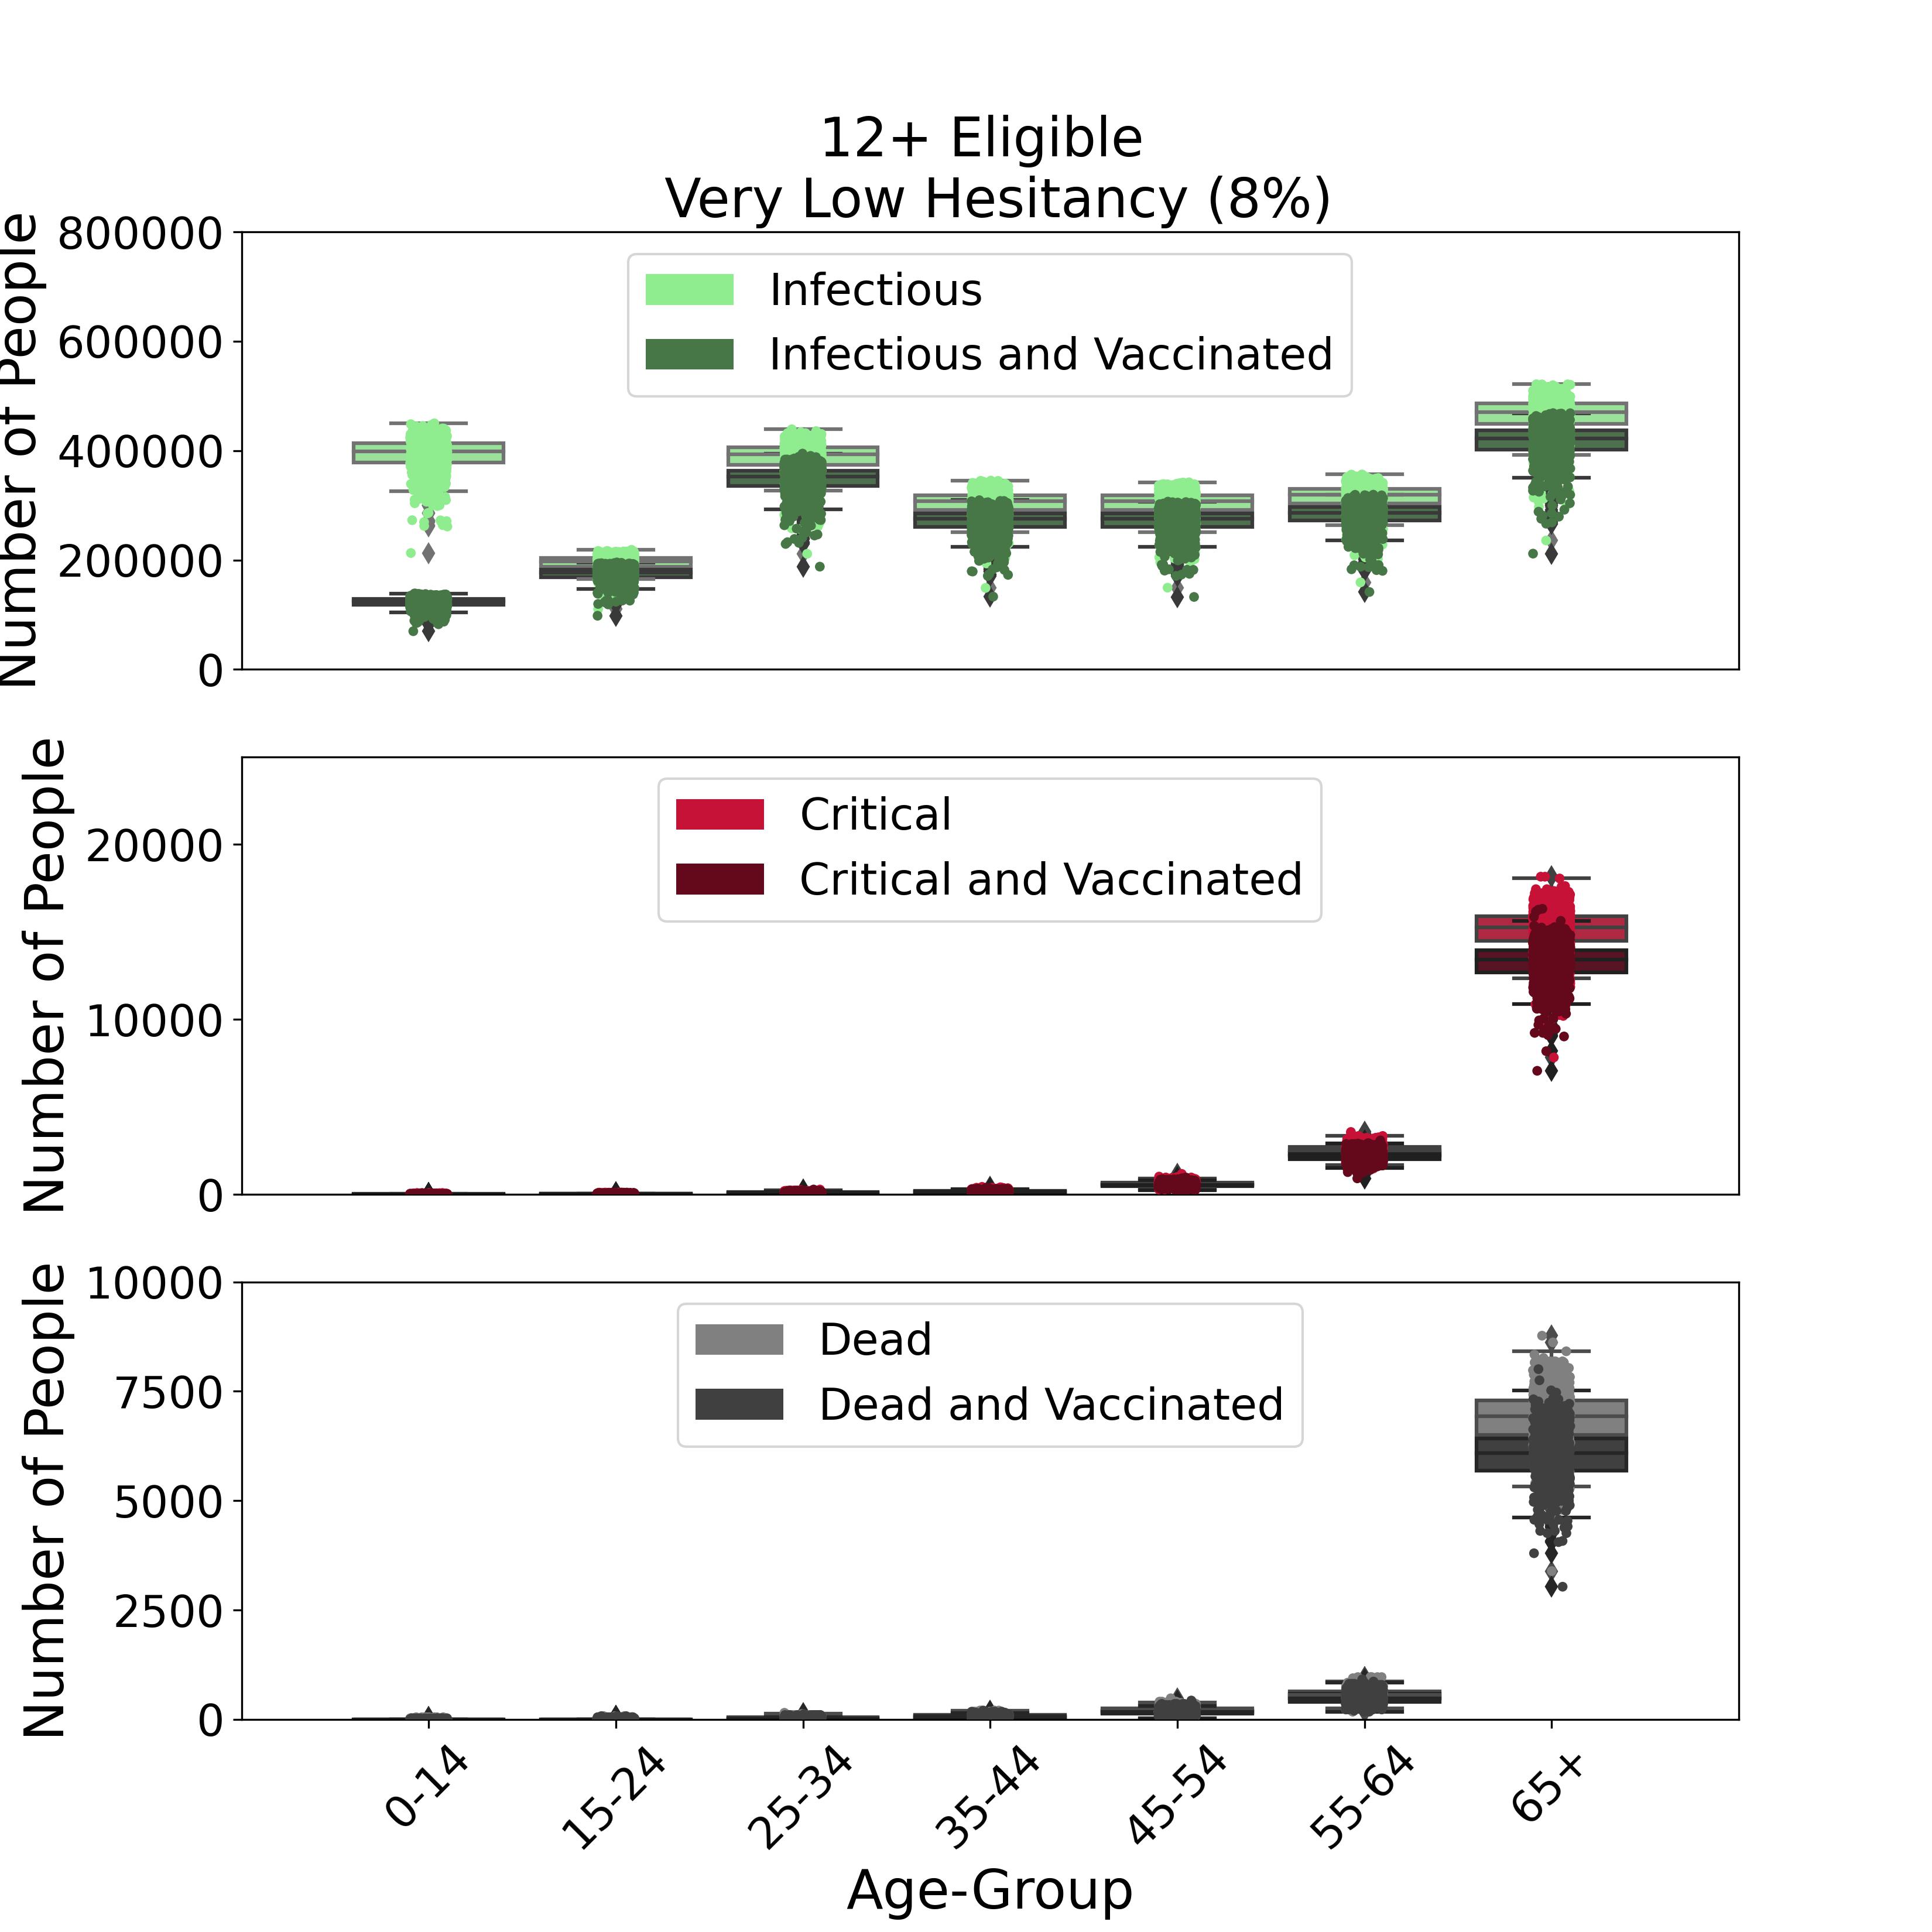 12+ Eligible
Very Low Hesitancy (8%)
Number of People
800000
600000
400000
200000
0
Infectious
Infectious and Vaccinated
Number of People
20000
10000
0
Critical
Critical and Vaccinated
Number of People
10000
7500
5000
2500
0
Dead
Dead and Vaccinated
0-14
15-24
25-34
35-44
45-54
55-64
65+
Age-Group